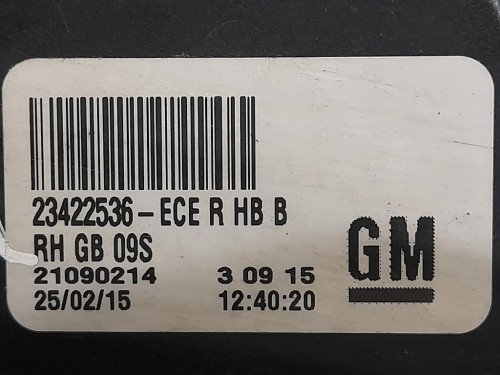 23422536-ECE R HB B
RH GB 09S
21090214 3 09 15
25/02/15 12:40:20
GM